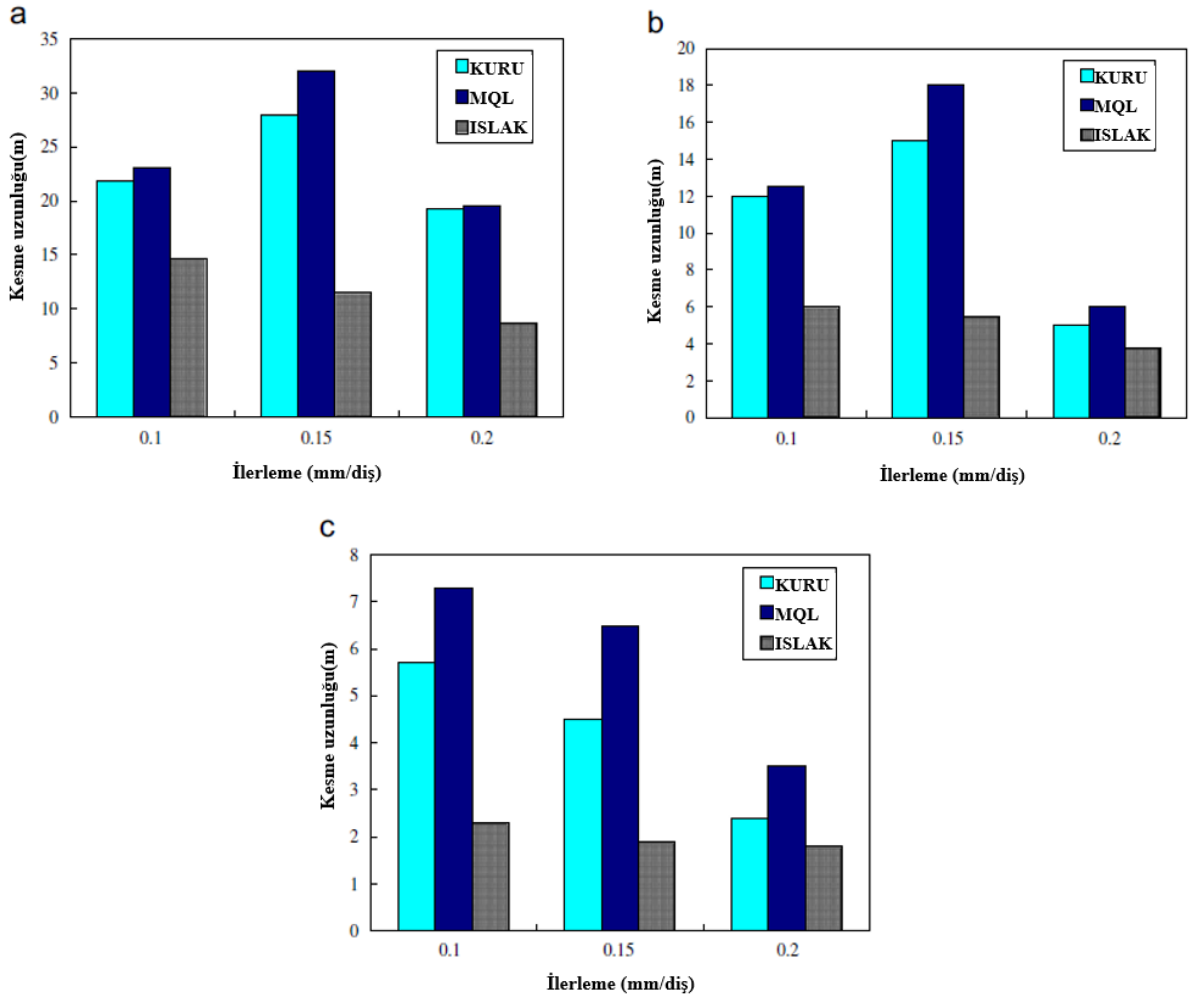 a
35
30
25
20
15
10
5
0
Kesme uzunluğu(m)
KURU
MQL
ISLAK
0.1 0.15 0.2
İlerleme (mm/diş)
b
20
18
16
14
12
10
8
6
4
2
0
Kesme uzunluğu(m)
KURU
MQL
ISLAK
0.1 0.15 0.2
İlerleme (mm/diş)
c
8
7
6
5
4
3
2
1
0
Kesme uzunluğu(m)
KURU
MQL
ISLAK
0.1 0.15 0.2
İlerleme (mm/diş)